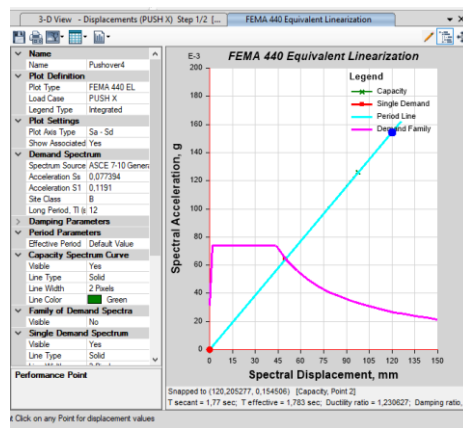 3-D View - Displacements (PUSH X) Step 1/2 [...
FEMA 440 Equivalent Linearization
Name
Name Pushover4
Plot Definition
Plot Type FEMA 440 EL
Load Case PUSH X
Legend Type Integrated
Plot Settings
Plot Axis Type Sa - Sd
Show Associated Yes
Demand Spectrum
Spectrum Source ASCE 7-10 Genera
Acceleration Ss 0,077394
Acceleration S1 0,1191
Site Class B
Long Period, Tl (s 12
Damping Parameters
Period Parameters
Effective Period Default Value
Capacity Spectrum Curve
Visible Yes
Line Type Solid
Line Width 2 Pixels
Line Color Green
Family of Demand Spectra
Visible No
Single Demand Spectrum
Visible Yes
Line Type Solid
Performance Point
Click on any Point for displacement values
E-3 FEMA 440 Equivalent Linearization
Legend
Capacity
Single Demand
Period Line
Demand Family
200
180
160
140
120
100
80
60
40
20
0
Spectral Acceleration, g
0 15 30 45 60 75 90 105 120 135 150
Spectral Displacement, mm
Snapped to (120,205277, 0,154506) [Capacity, Point 2]
T secant = 1,77 sec; T effective = 1,783 sec; Ductility ratio = 1,230627; Damping ratio,